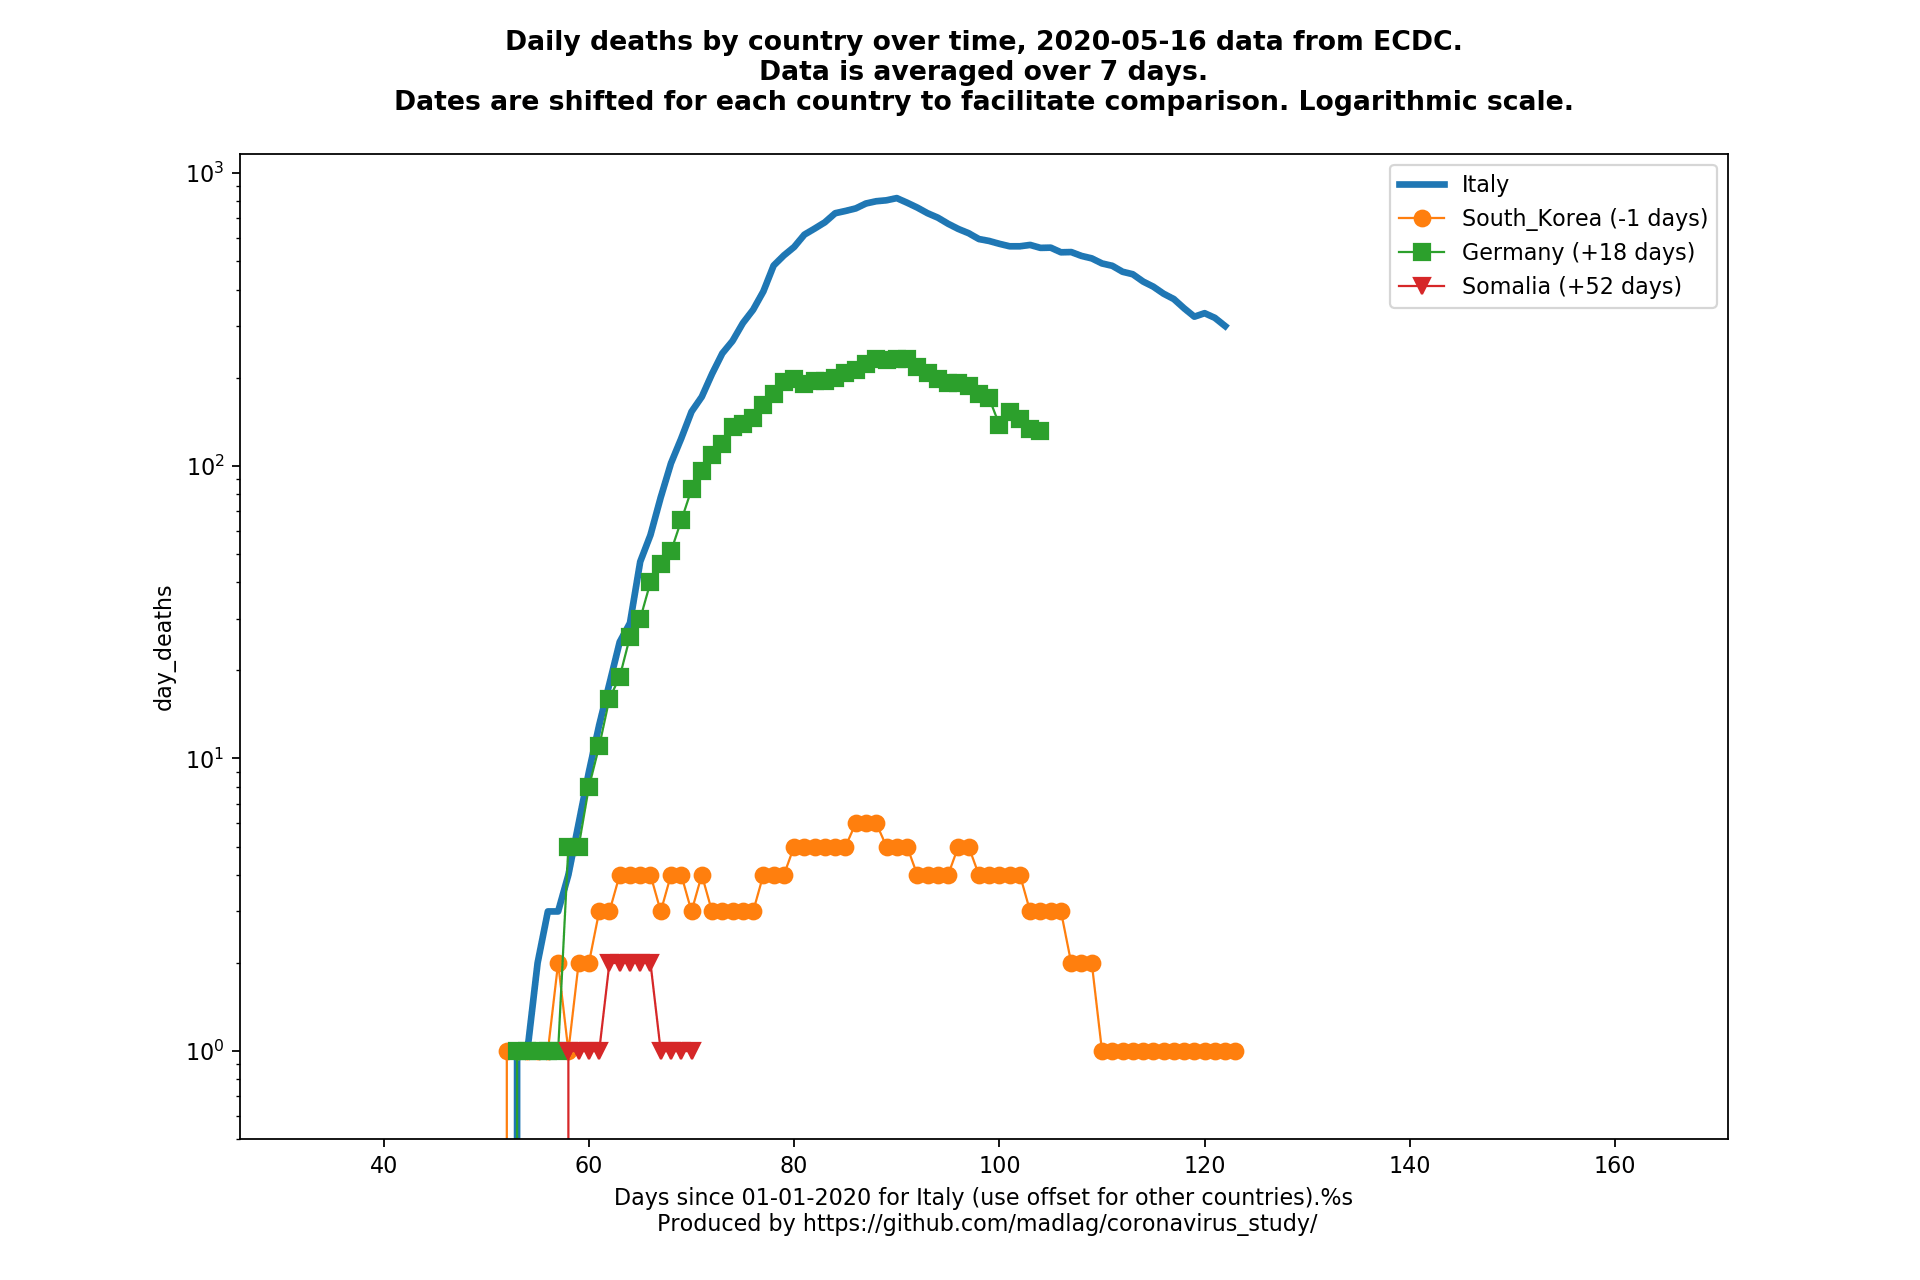 Daily deaths by country over time, 2020-05-16 data from ECDC.
Data is averaged over 7 days.
Dates are shifted for each country to facilitate comparison. Logarithmic scale.
Italy
South_Korea (-1 days)
Germany (+18 days)
Somalia (+52 days)
day_deaths
10³
10²
10¹
10⁰
40 60 80 100 120 140 160
Days since 01-01-2020 for Italy (use offset for other countries).%s
Produced by https://github.com/madlag/coronavirus_study/